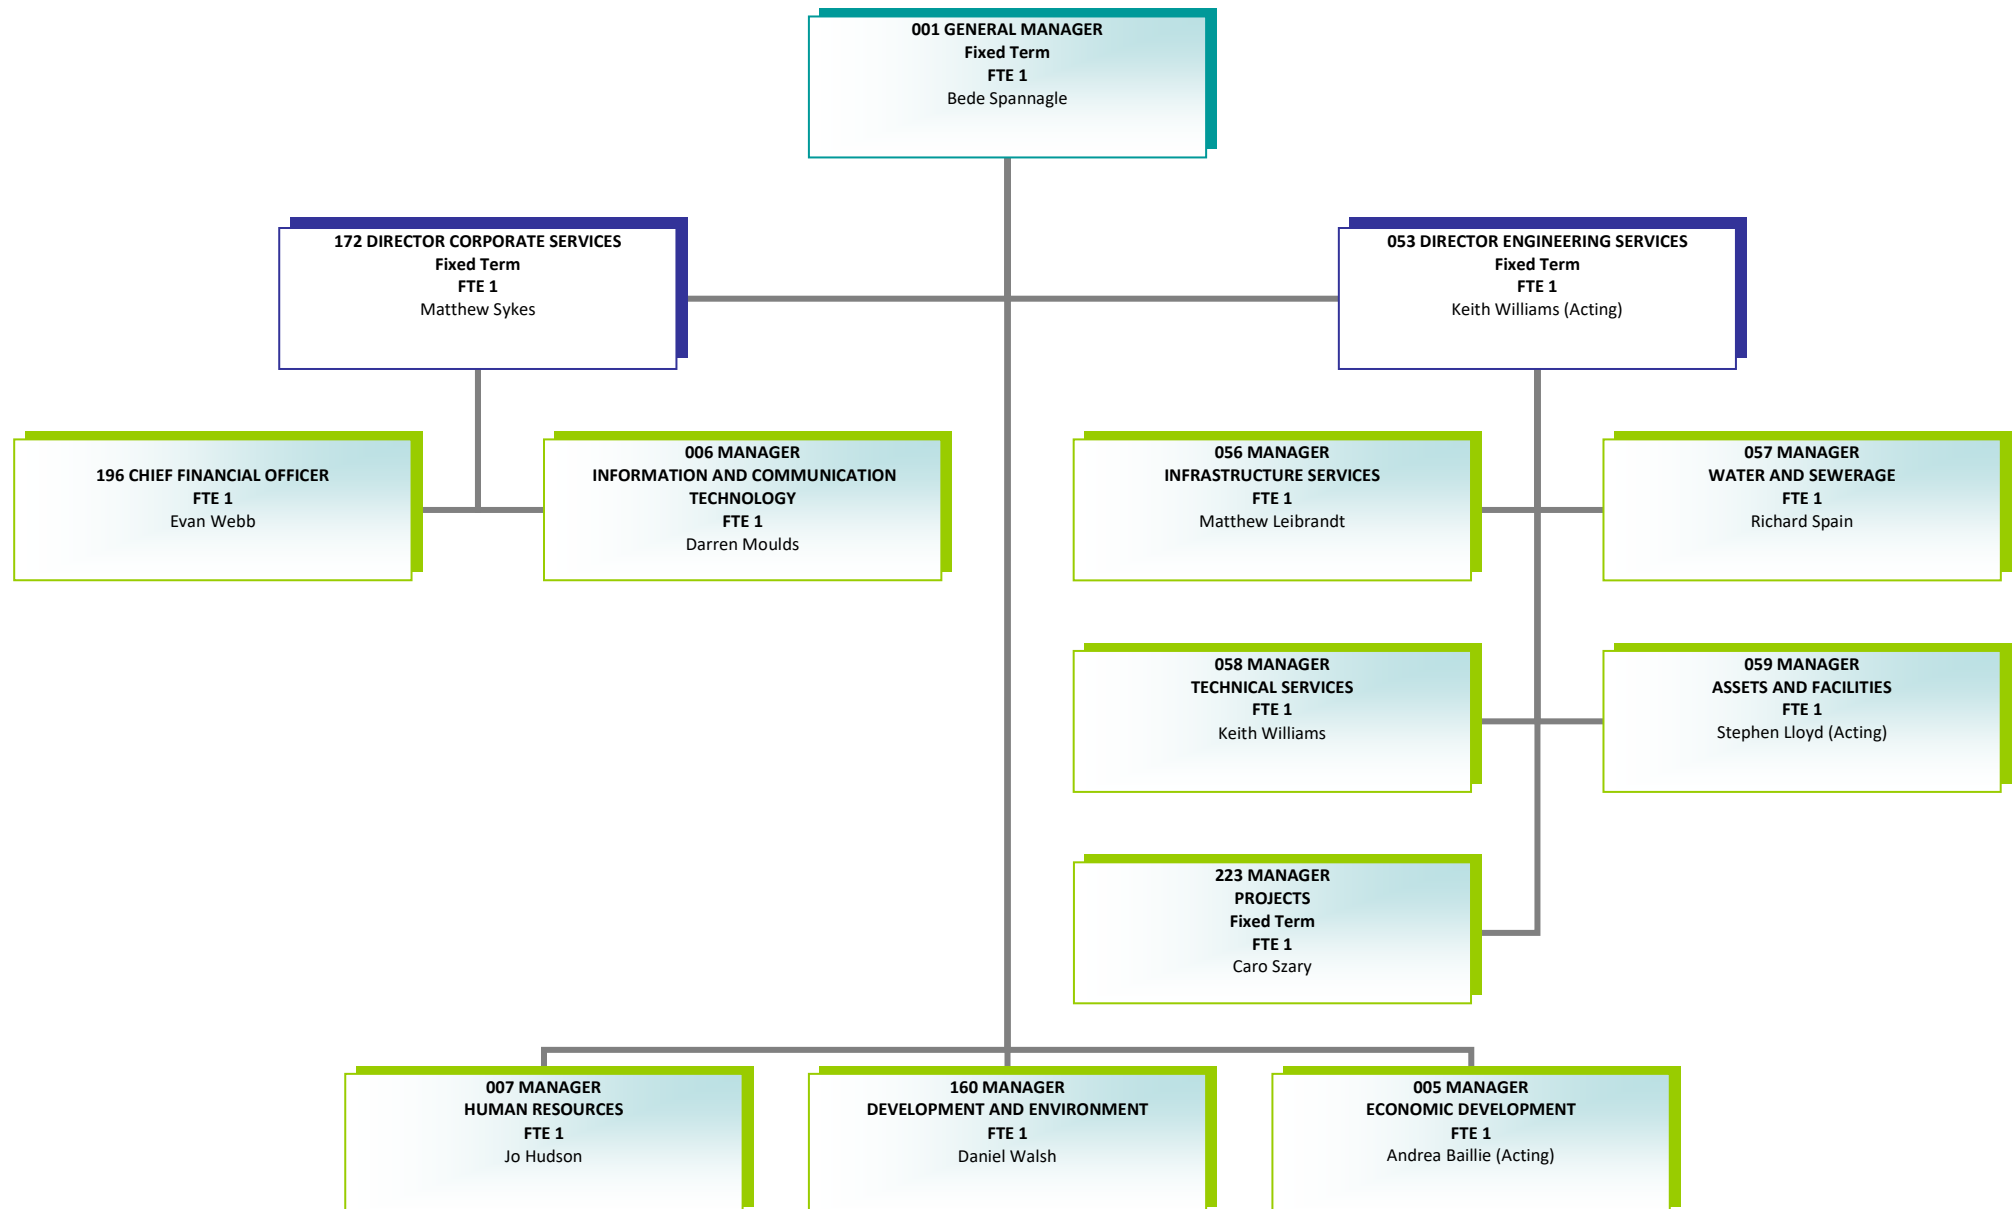 001 GENERAL MANAGER
Fixed Term
FTE 1
Bede Spannagle
172 DIRECTOR CORPORATE SERVICES
Fixed Term
FTE 1
Matthew Sykes
053 DIRECTOR ENGINEERING SERVICES
Fixed Term
FTE 1
Keith Williams (Acting)
196 CHIEF FINANCIAL OFFICER
FTE 1
Evan Webb
006 MANAGER
INFORMATION AND COMMUNICATION
TECHNOLOGY
FTE 1
Darren Moulds
056 MANAGER
INFRASTRUCTURE SERVICES
FTE 1
Matthew Leibrandt
057 MANAGER
WATER AND SEWERAGE
FTE 1
Richard Spain
058 MANAGER
TECHNICAL SERVICES
FTE 1
Keith Williams
059 MANAGER
ASSETS AND FACILITIES
FTE 1
Stephen Lloyd (Acting)
223 MANAGER
PROJECTS
Fixed Term
FTE 1
Caro Szary
007 MANAGER
HUMAN RESOURCES
FTE 1
Jo Hudson
160 MANAGER
DEVELOPMENT AND ENVIRONMENT
FTE 1
Daniel Walsh
005 MANAGER
ECONOMIC DEVELOPMENT
FTE 1
Andrea Baillie (Acting)